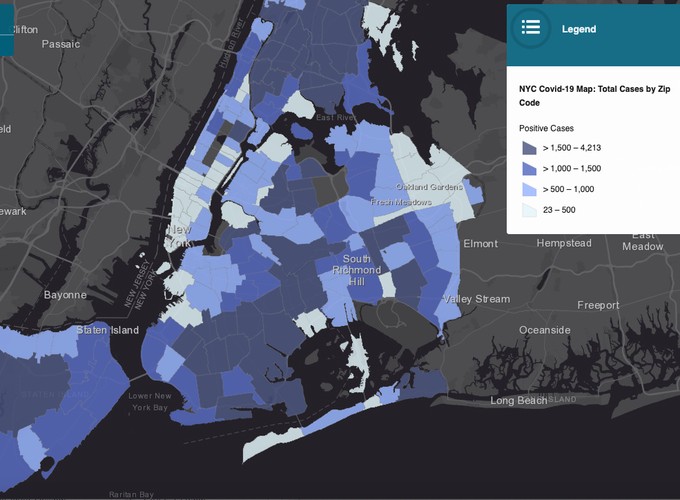 Clifton
Passaic
Hudson River
East River
Oakland Gardens
Fresh Meadows
Newark
New
York
NEW JERSEY
NEW YORK
South
Richmond
Hill
Elmont
Hempstead
East
Meadow
Bayonne
Valley Stream
Freeport
Staten Island
Oceanside
Lower New
York Bay
Long Beach
Raritan Bay
Legend
NYC Covid-19 Map: Total Cases by Zip
Code
Positive Cases
> 1,500 – 4,213
> 1,000 – 1,500
> 500 – 1,000
23 – 500